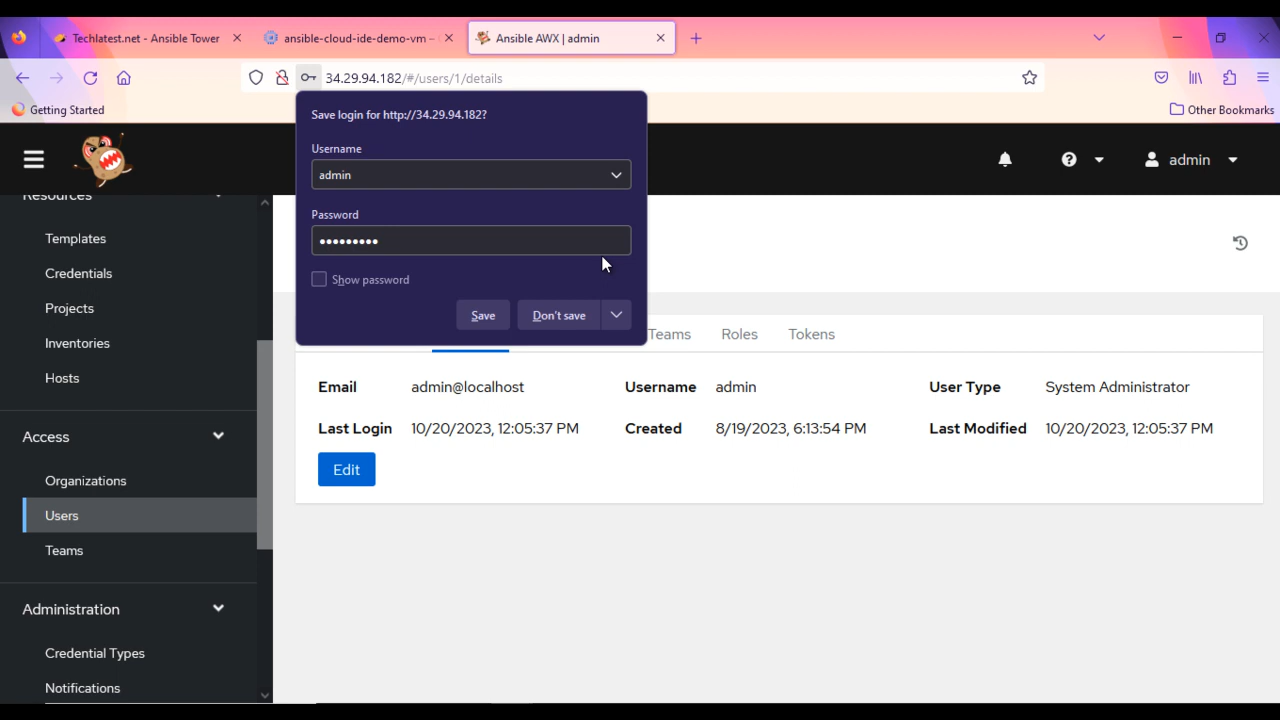 Techlatest.net - Ansible Tower
ansible-cloud-ide-demo-vm –
Ansible AWX | admin
34.29.94.182/#/users/1/details
Getting Started
Other Bookmarks
Save login for http://34.29.94.182?
Username
admin
Password
•••••••••
Show password
Save
Don't save
admin
Resources
Templates
Credentials
Projects
Inventories
Hosts
Access
Organizations
Users
Teams
Administration
Credential Types
Notifications
Teams
Roles
Tokens
Email admin@localhost Username admin User Type System Administrator
Last Login 10/20/2023, 12:05:37 PM Created 8/19/2023, 6:13:54 PM Last Modified 10/20/2023, 12:05:37 PM
Edit